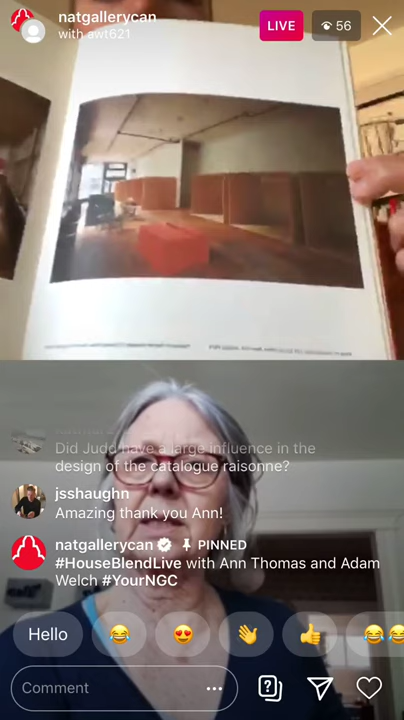 natgallerycan
with awt621
LIVE
56
Did Judd have a large influence in the
design of the catalogue raisonne?
jsshaughn
Amazing thank you Ann!
natgallerycan PINNED
#HouseBlendLive with Ann Thomas and Adam
Welch #YourNGC
Hello
Comment